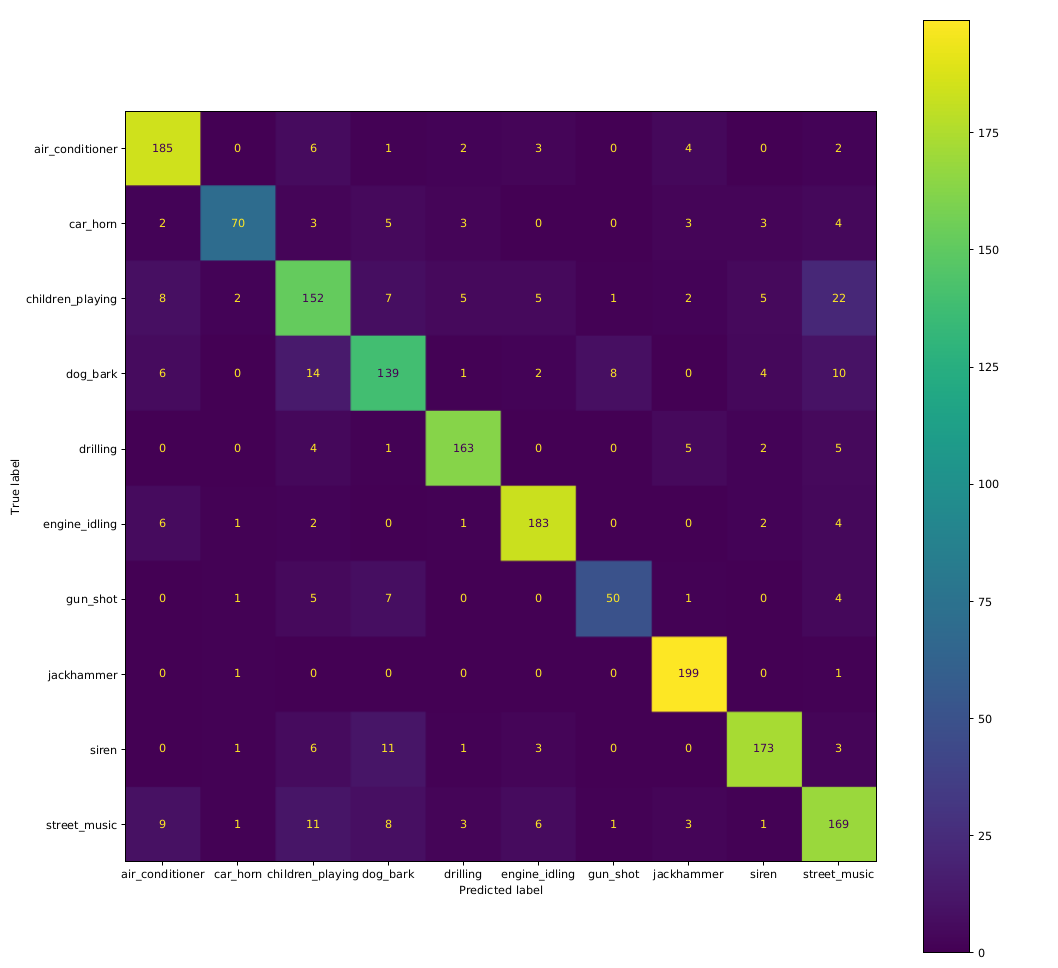 air_conditioner 185 0 6 1 2 3 0 4 0 2
car_horn 2 70 3 5 3 0 0 3 3 4
children_playing 8 2 152 7 5 5 1 2 5 22
dog_bark 6 0 14 139 1 2 8 0 4 10
drilling 0 0 4 1 163 0 0 5 2 5
engine_idling 6 1 2 0 1 183 0 0 2 4
gun_shot 0 1 5 7 0 0 50 1 0 4
jackhammer 0 1 0 0 0 0 0 199 0 1
siren 0 1 6 11 1 3 0 0 173 3
street_music 9 1 11 8 3 6 1 3 1 169
air_conditioner car_horn children_playing dog_bark drilling engine_idling gun_shot jackhammer siren street_music
Predicted label
True label
175
150
125
100
75
50
25
0